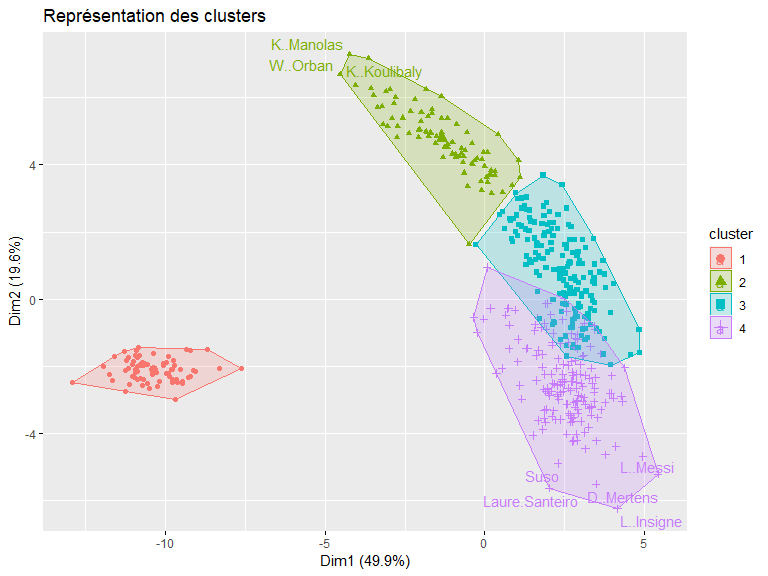 Représentation des clusters
K..Manolas
W..Orban
K..Koulibaly
4
0
-4
Dim2 (19.6%)
Suso
L..Messi
Laure.Santeiro
D..Mertens
L..Insigne
-10
-5
0
5
Dim1 (49.9%)
cluster
a 1
a 2
a 3
a 4